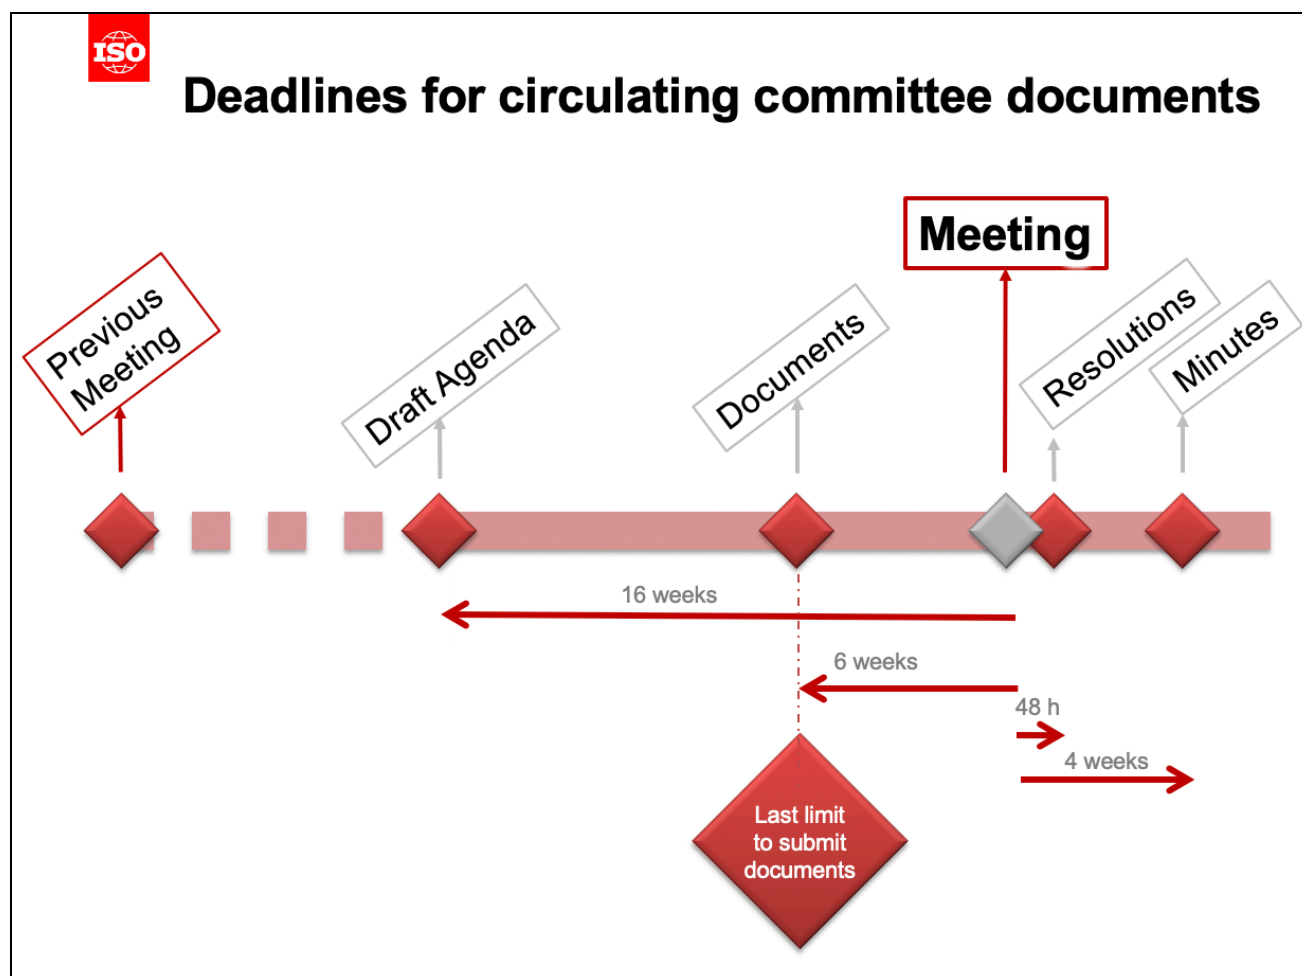 ISO
Deadlines for circulating committee documents
Previous
Meeting
Draft Agenda
Documents
Meeting
Resolutions
Minutes
16 weeks
6 weeks
48 h
4 weeks
Last limit
to submit
documents